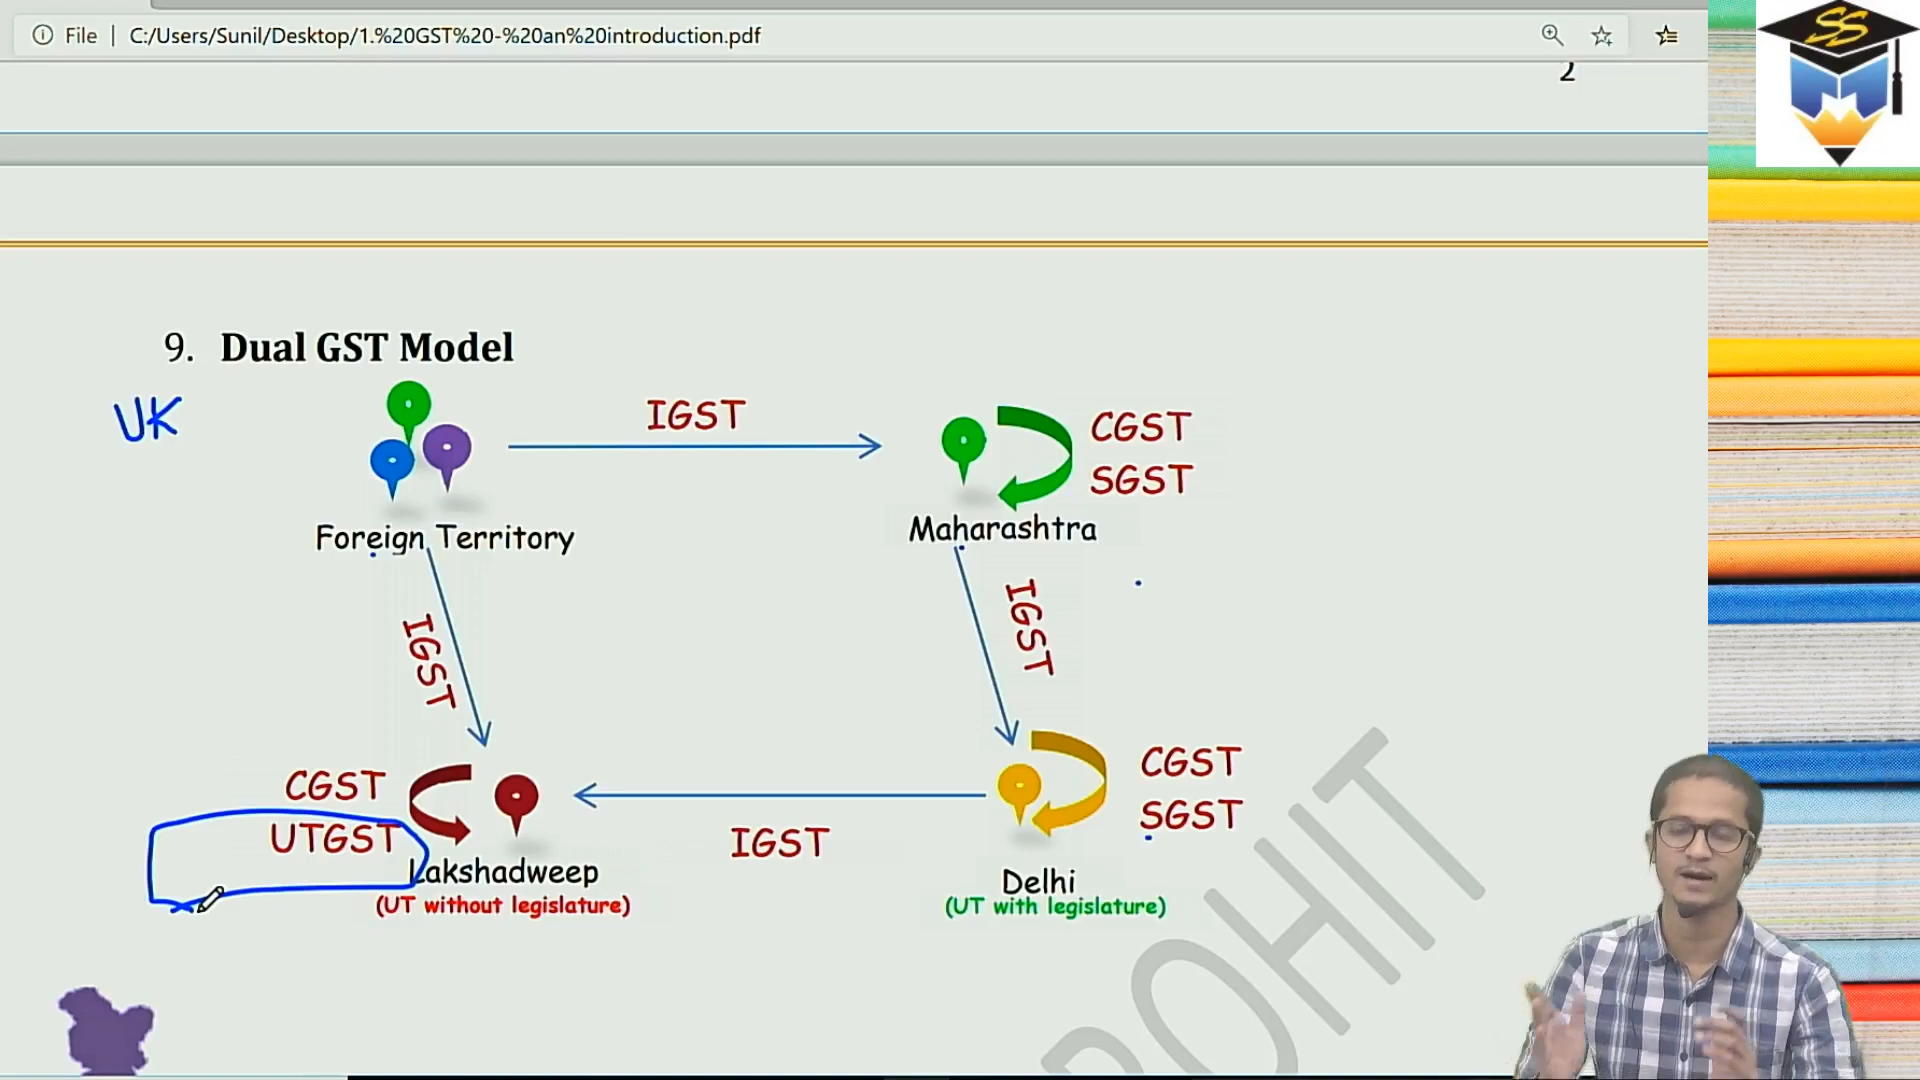 File | C:/Users/Sunil/Desktop/1.%20GST%20-%20an%20introduction.pdf
SS
2
9. Dual GST Model
UK
IGST
CGST
SGST
Foreign Territory
Maharashtra
IGST
IGST
CGST
UTGST
Lakshadweep
(UT without legislature)
IGST
CGST
SGST
Delhi
(UT with legislature)
ROHIT